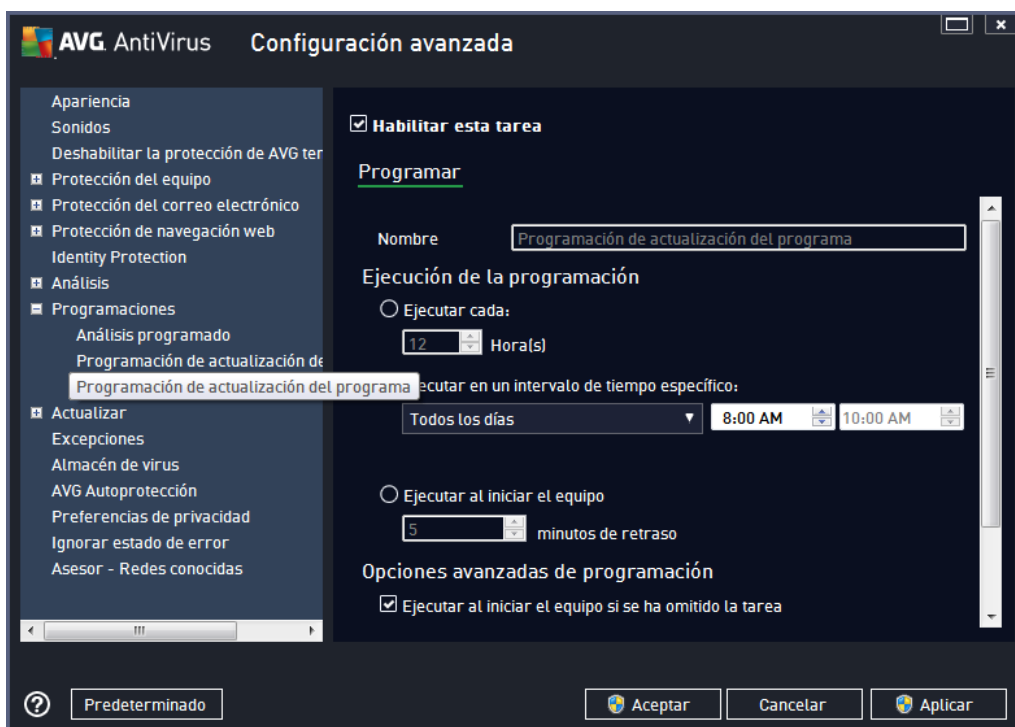 AVG. AntiVirus Configuración avanzada
Apariencia
Sonidos
Deshabilitar la protección de AVG ter
Protección del equipo
Protección del correo electrónico
Protección de navegación web
Identity Protection
Análisis
Programaciones
Análisis programado
Programación de actualización de
Programación de actualización del programa
Actualizar
Excepciones
Almacén de virus
AVG Autoprotección
Preferencias de privacidad
Ignorar estado de error
Asesor - Redes conocidas
Habilitar esta tarea
Programar
Nombre Programación de actualización del programa
Ejecución de la programación
Ejecutar cada:
12 Hora(s)
ecutar en un intervalo de tiempo específico:
Todos los días 8:00 AM 10:00 AM
Ejecutar al iniciar el equipo
5 minutos de retraso
Opciones avanzadas de programación
Ejecutar al iniciar el equipo si se ha omitido la tarea
? Predeterminado Aceptar Cancelar Aplicar